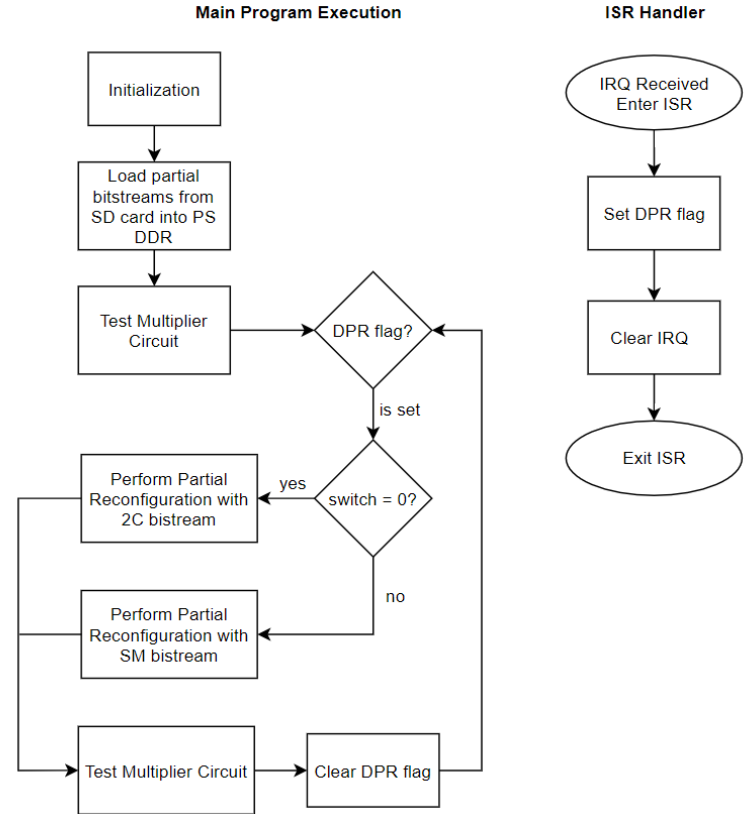 Main Program Execution
Initialization
Load partial
bitstreams from
SD card into PS
DDR
Test Multiplier
Circuit
DPR flag?
is set
switch = 0?
yes
Perform Partial
Reconfiguration with
2C bistream
no
Perform Partial
Reconfiguration with
SM bistream
Test Multiplier Circuit
Clear DPR flag
ISR Handler
IRQ Received
Enter ISR
Set DPR flag
Clear IRQ
Exit ISR